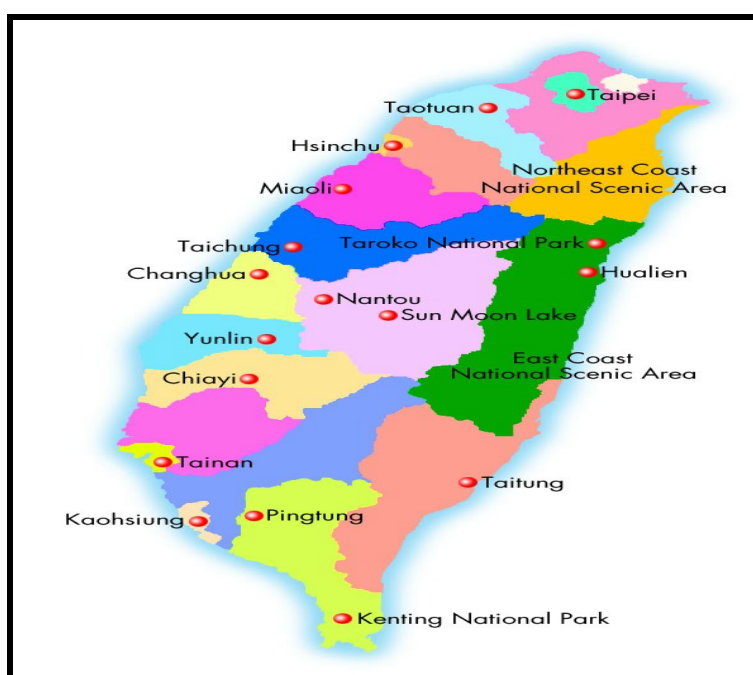 Taipei
Taotuan
Hsinchu
Northeast Coast
National Scenic Area
Miaoli
Taroko National Park
Taichung
Hualien
Changhua
Nantou
Sun Moon Lake
Yunlin
East Coast
National Scenic Area
Chiayi
Tainan
Taitung
Pingtung
Kaohsiung
Kenting National Park